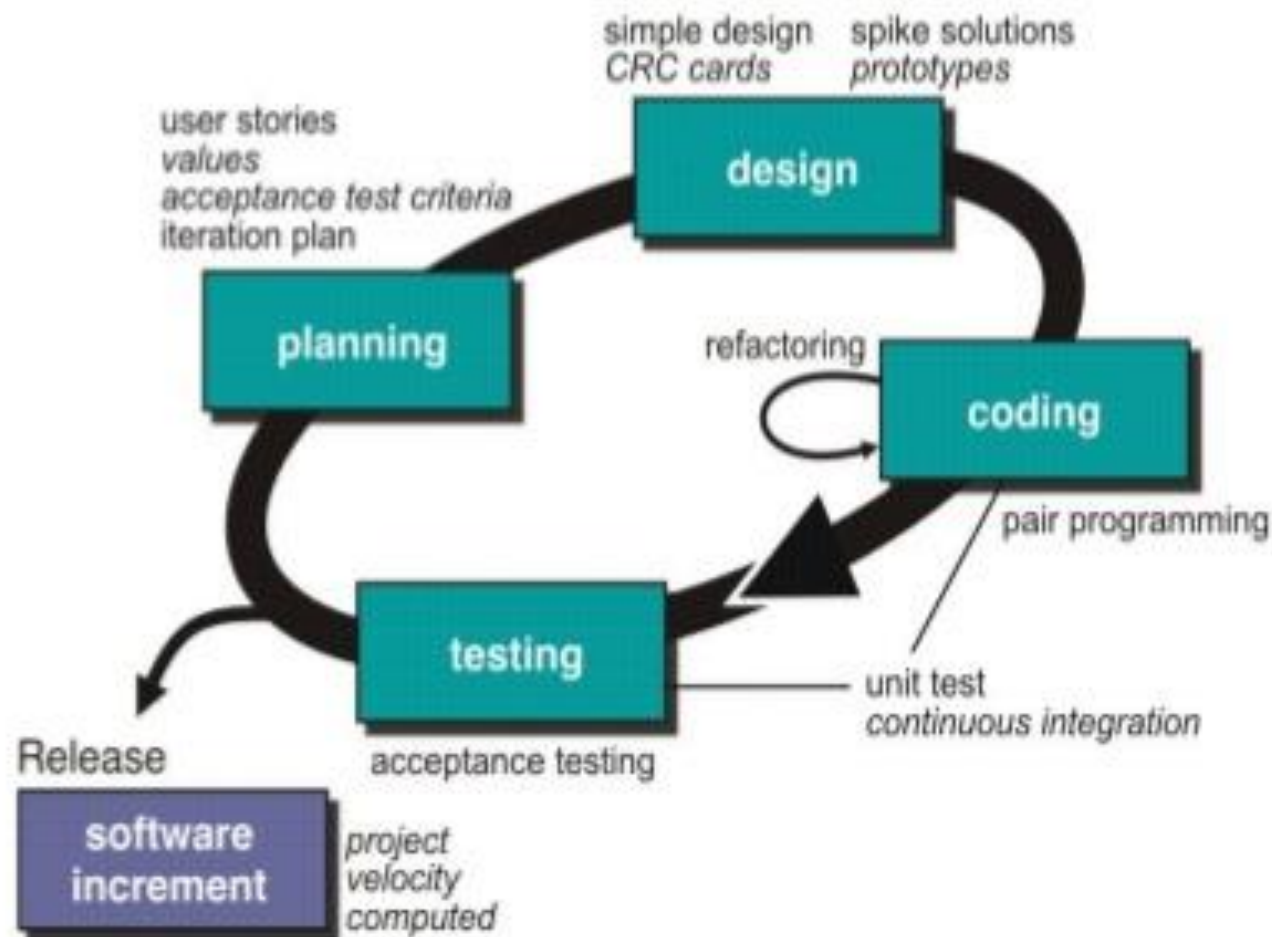 simple design
CRC cards
spike solutions
prototypes
design
user stories
values
acceptance test criteria
iteration plan
planning
refactoring
coding
pair programming
testing
unit test
continuous integration
acceptance testing
Release
software
increment
project
velocity
computed